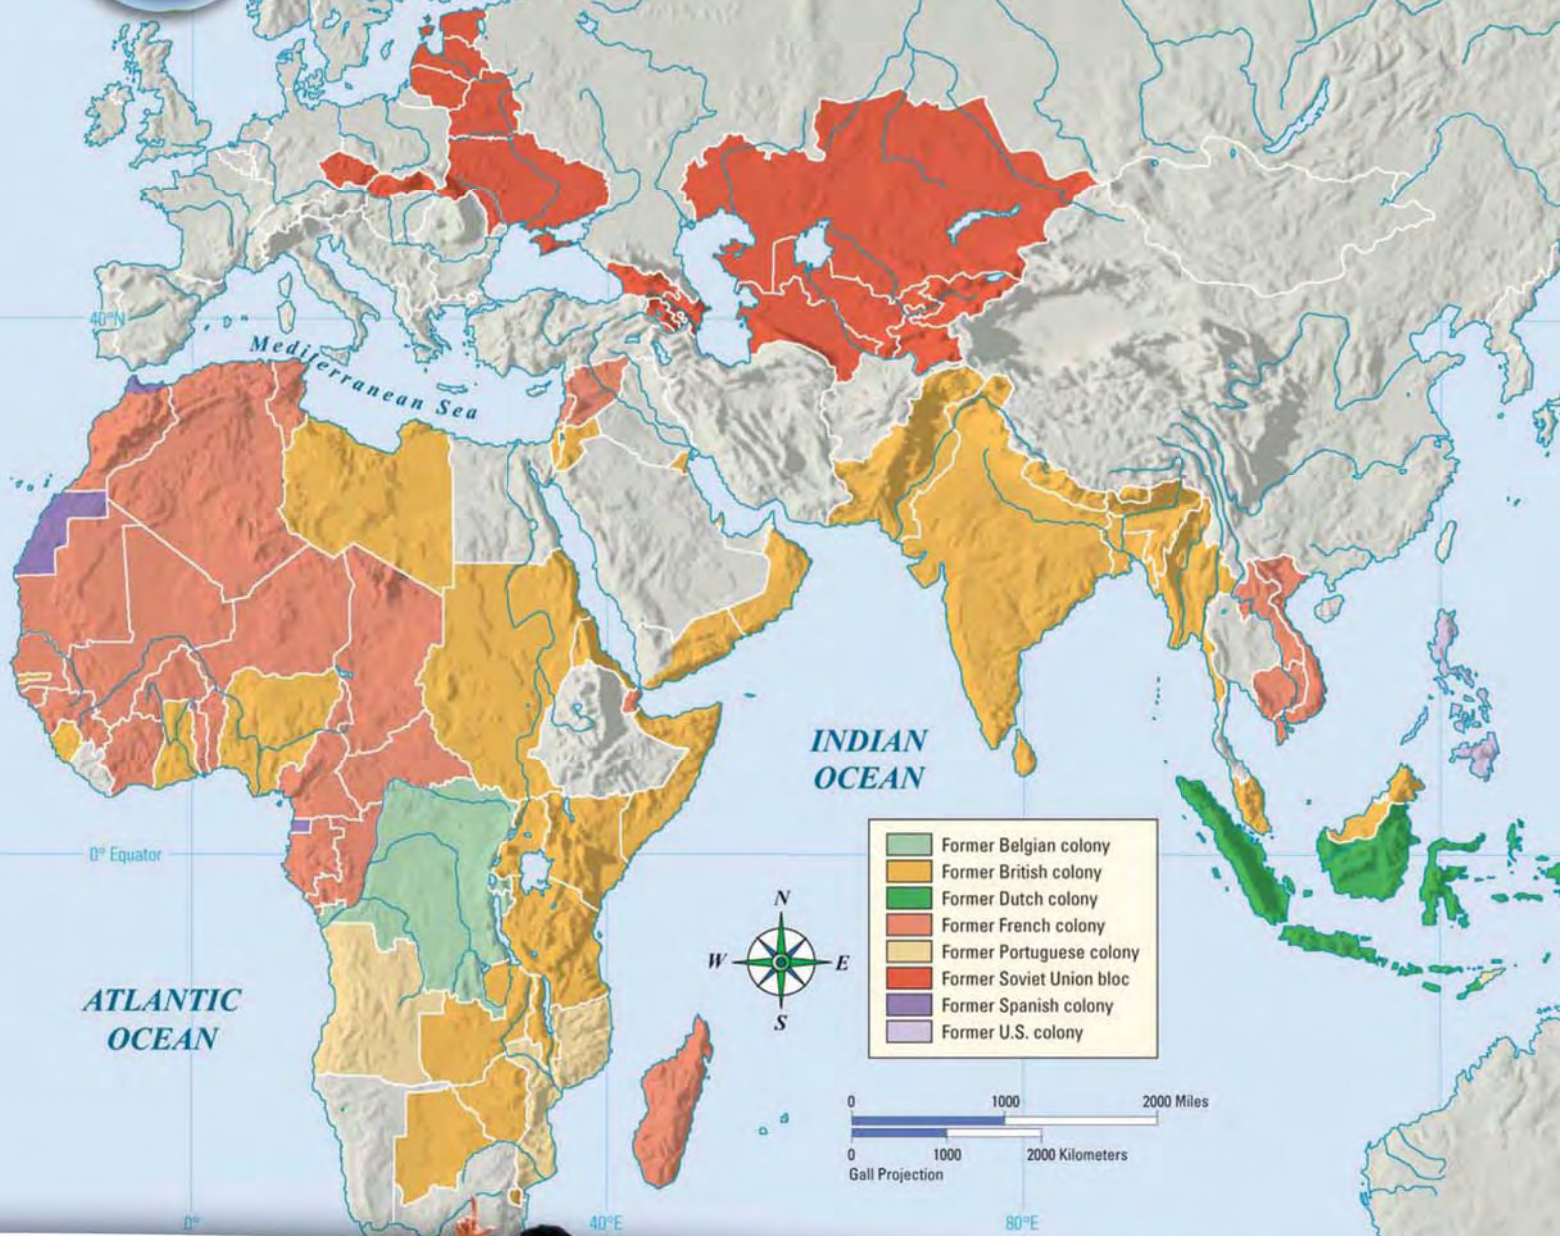 40°N
Mediterranean Sea
INDIAN
OCEAN
0° Equator
Former Belgian colony
Former British colony
Former Dutch colony
Former French colony
Former Portuguese colony
Former Soviet Union bloc
Former Spanish colony
Former U.S. colony
N
W E
S
ATLANTIC
OCEAN
0 1000 2000 Miles
0 1000 2000 Kilometers
Gall Projection
0° 40°E 80°E